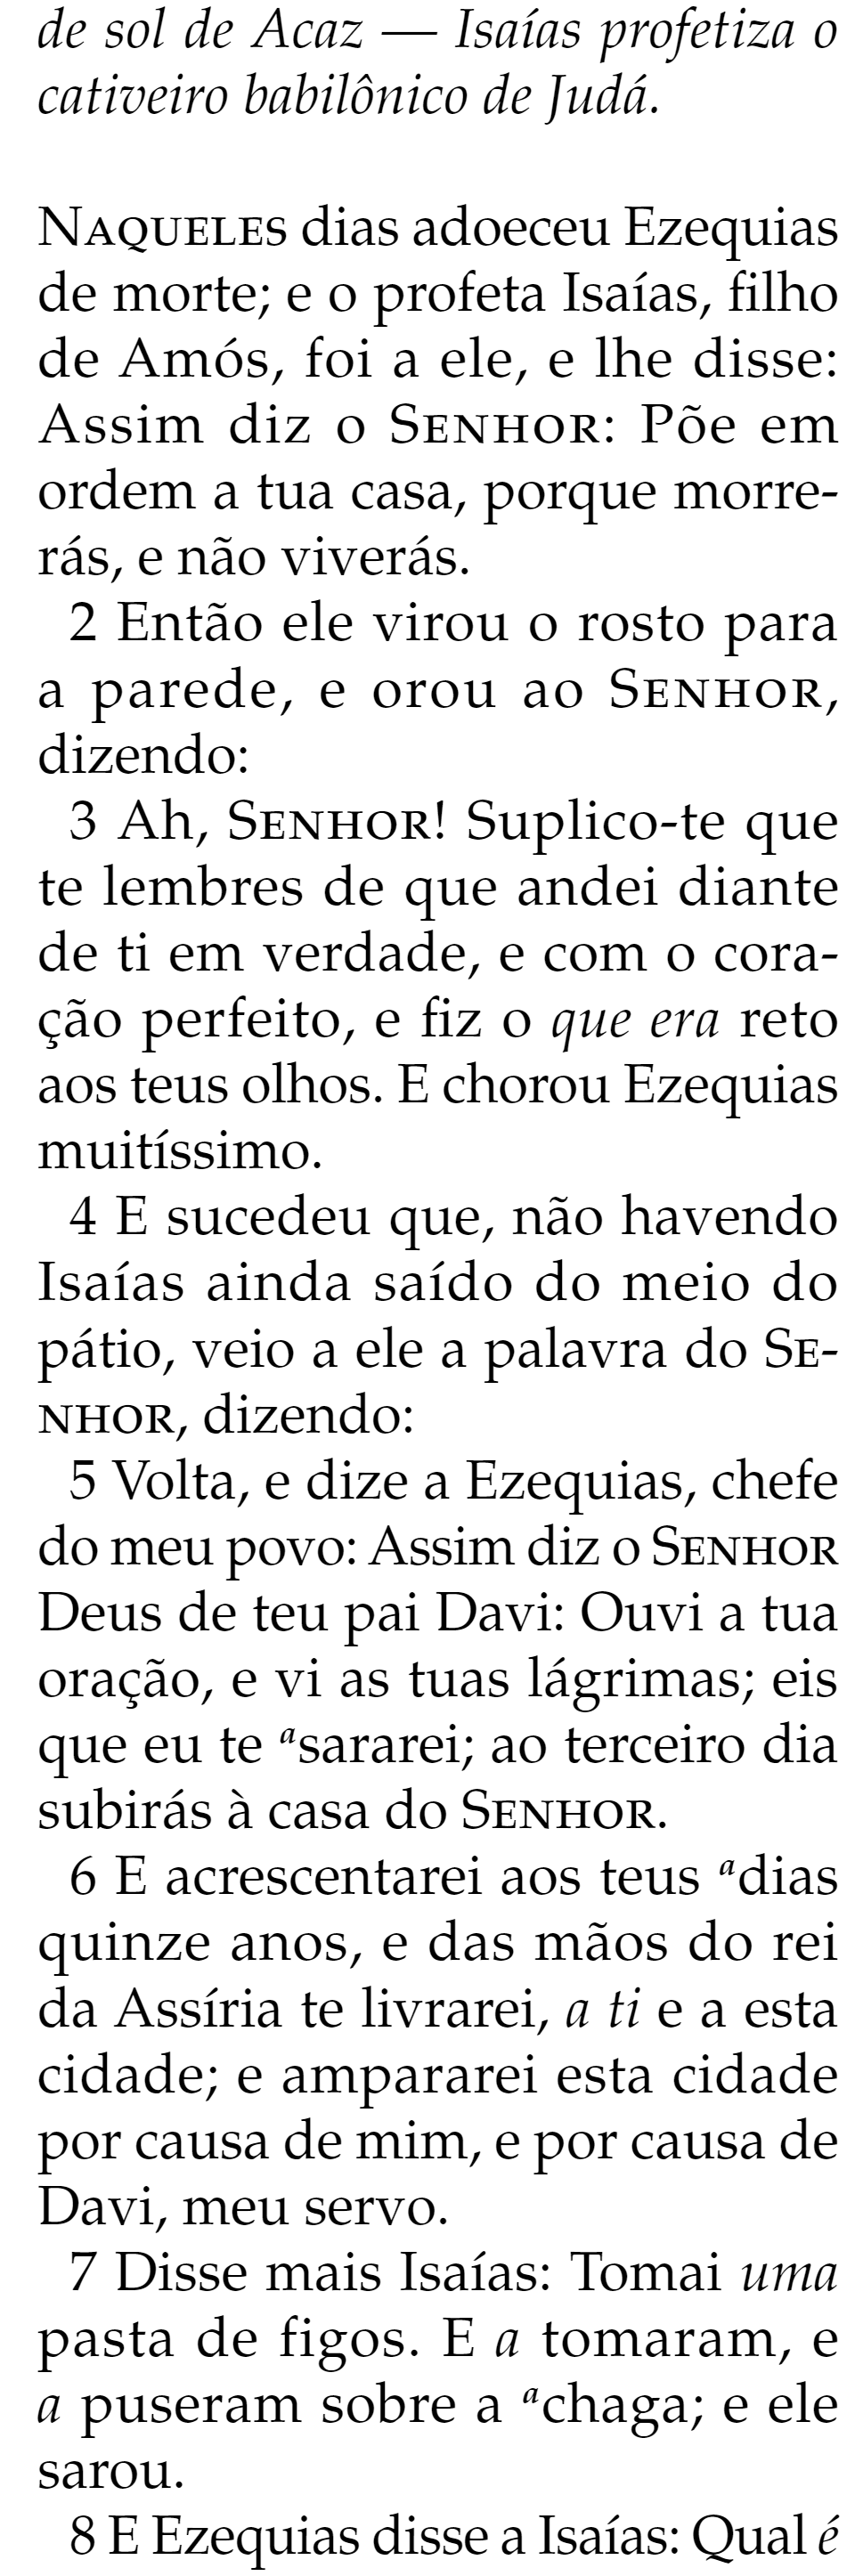 de sol de Acaz — Isaías profetiza o
cativeiro babilônico de Judá.
Naqueles dias adoeceu Ezequias
de morte; e o profeta Isaías, filho
de Amós, foi a ele, e lhe disse:
Assim diz o Senhor: Põe em
ordem a tua casa, porque morre-
rás, e não viverás.
2 Então ele virou o rosto para
a parede, e orou ao Senhor,
dizendo:
3 Ah, Senhor! Suplico-te que
te lembres de que andei diante
de ti em verdade, e com o cora-
ção perfeito, e fiz o que era reto
aos teus olhos. E chorou Ezequias
muitíssimo.
4 E sucedeu que, não havendo
Isaías ainda saído do meio do
pátio, veio a ele a palavra do Se-
nhor, dizendo:
5 Volta, e dize a Ezequias, chefe
do meu povo: Assim diz o Senhor
Deus de teu pai Davi: Ouvi a tua
oração, e vi as tuas lágrimas; eis
que eu te ᵃsararei; ao terceiro dia
subirás à casa do Senhor.
6 E acrescentarei aos teus ᵃdias
quinze anos, e das mãos do rei
da Assíria te livrarei, a ti e a esta
cidade; e ampararei esta cidade
por causa de mim, e por causa de
Davi, meu servo.
7 Disse mais Isaías: Tomai uma
pasta de figos. E a tomaram, e
a puseram sobre a ᵃchaga; e ele
sarou.
8 E Ezequias disse a Isaías: Qual é